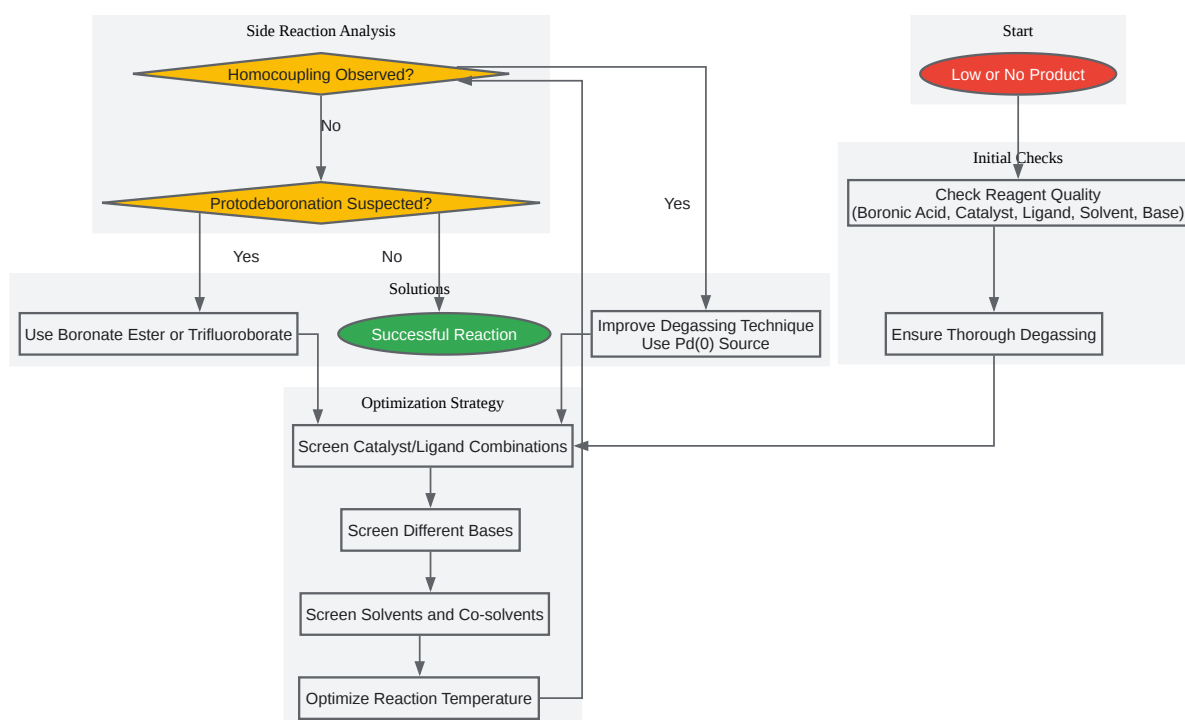 Side Reaction Analysis
Homocoupling Observed?
No
Protodeboronation Suspected?
Yes
No
Yes
Start
Low or No Product
Initial Checks
Check Reagent Quality
(Boronic Acid, Catalyst, Ligand, Solvent, Base)
Ensure Thorough Degassing
Solutions
Use Boronate Ester or Trifluoroborate
Successful Reaction
Improve Degassing Technique
Use Pd(0) Source
Optimization Strategy
Screen Catalyst/Ligand Combinations
Screen Different Bases
Screen Solvents and Co-solvents
Optimize Reaction Temperature